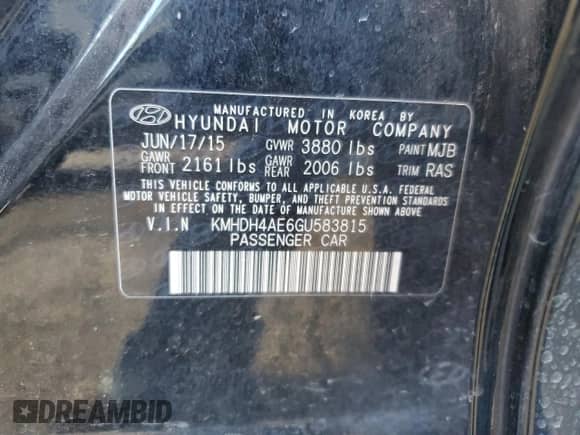 MANUFACTURED IN KOREA BY
HYUNDAI MOTOR COMPANY
JUN/17/15 GVWR 3880 lbs PAINT MJB
GAWR FRONT 2161 lbs GAWR REAR 2006 lbs TRIM RAS
THIS VEHICLE CONFORMS TO ALL APPLICABLE U.S.A. FEDERAL
MOTOR VEHICLE SAFETY, BUMPER, AND THEFT STANDARDS
IN EFFECT ON THE DATE OF MANUFACTURE SHOWN ABOVE.
V.I.N KMHDH4AE6GU583815
PASSENGER CAR
DREAMBID